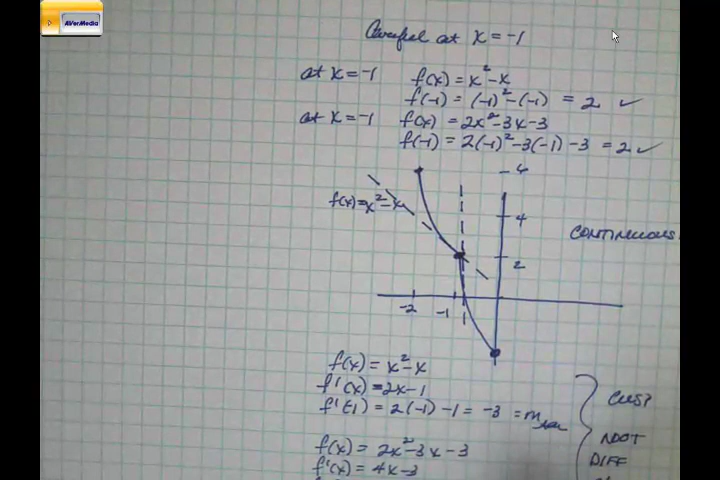 AVerMedia
Careful at x = -1
at x = -1 f(x) = x² - x
f(-1) = (-1)² - (-1) = 2 ✓
at x = -1 f(x) = 2x² - 3x - 3
f(-1) = 2(-1)² - 3(-1) - 3 = 2 ✓
6
f(x) = x² - x
4
CONTINUOUS
2
-2 -1 1
f(x) = x² - x
f'(x) = 2x - 1
f'(-1) = 2(-1) - 1 = -3 = m
CUSP
f(x) = 2x² - 3x - 3
NOT
f'(x) = 4x - 3
DIFF